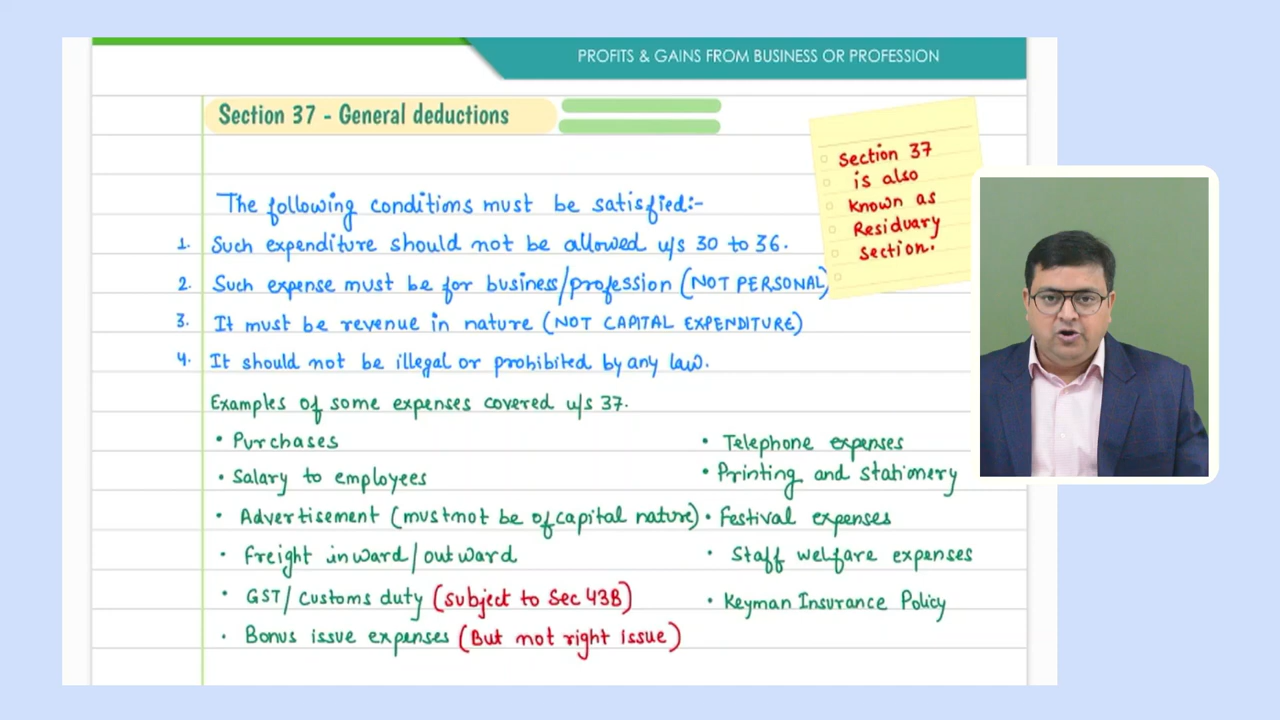 PROFITS & GAINS FROM BUSINESS OR PROFESSION
Section 37 - General deductions
Section 37
is also
known as
Residuary
Section.
The following conditions must be satisfied:-
1. Such expenditure should not be allowed u/s 30 to 36.
2. Such expense must be for business/profession (NOT PERSONAL)
3. It must be revenue in nature (NOT CAPITAL EXPENDITURE)
4. It should not be illegal or prohibited by any law.
Examples of some expenses covered u/s 37.
• Purchases
• Salary to employees
• Advertisement (must not be of capital nature)
• Freight inward/outward
• GST/Customs duty (subject to Sec 43B)
• Bonus issue expenses (But not right issue)
• Telephone expenses
• Printing and stationery
• Festival expenses
• Staff welfare expenses
• Keyman Insurance Policy